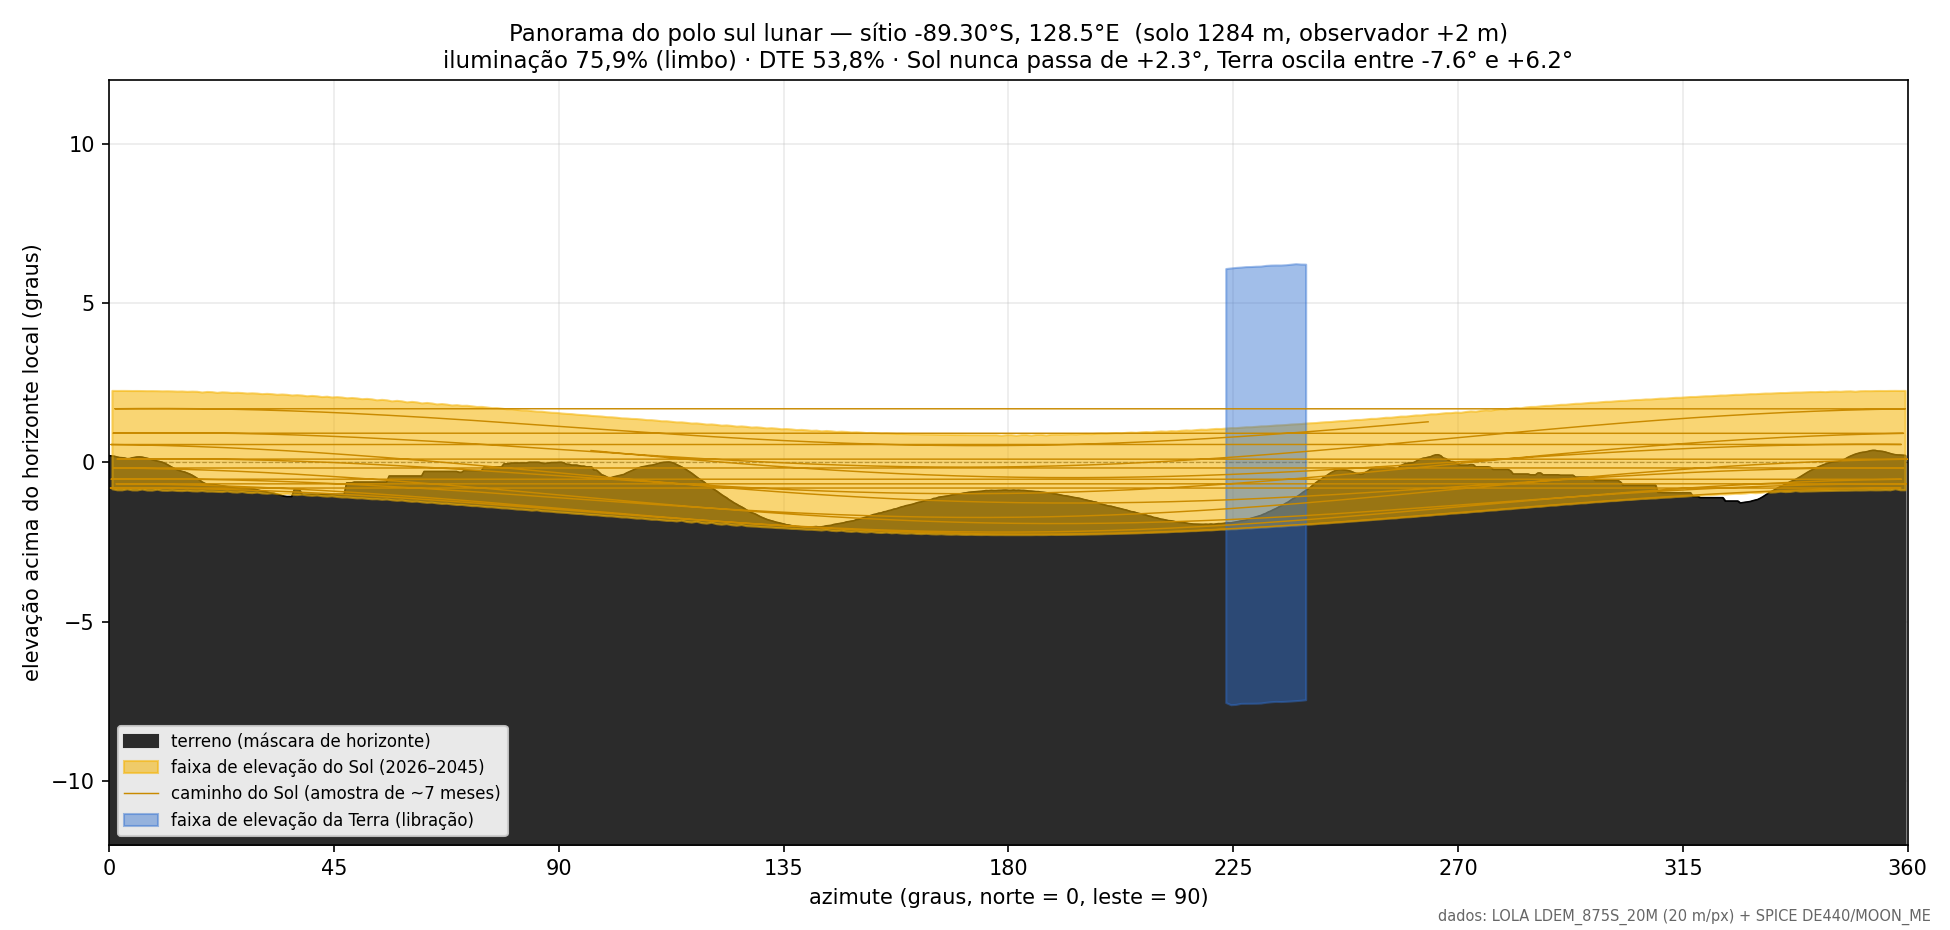 Panorama do polo sul lunar — sítio -89.30°S, 128.5°E  (solo 1284 m, observador +2 m)
iluminação 75,9% (limbo) · DTE 53,8% · Sol nunca passa de +2.3°, Terra oscila entre -7.6° e +6.2°
elevação acima do horizonte local (graus)
10
5
0
−5
−10
terreno (máscara de horizonte)
faixa de elevação do Sol (2026–2045)
caminho do Sol (amostra de ~7 meses)
faixa de elevação da Terra (libração)
0 45 90 135 180 225 270 315 360
azimute (graus, norte = 0, leste = 90)
dados: LOLA LDEM_875S_20M (20 m/px) + SPICE DE440/MOON_ME